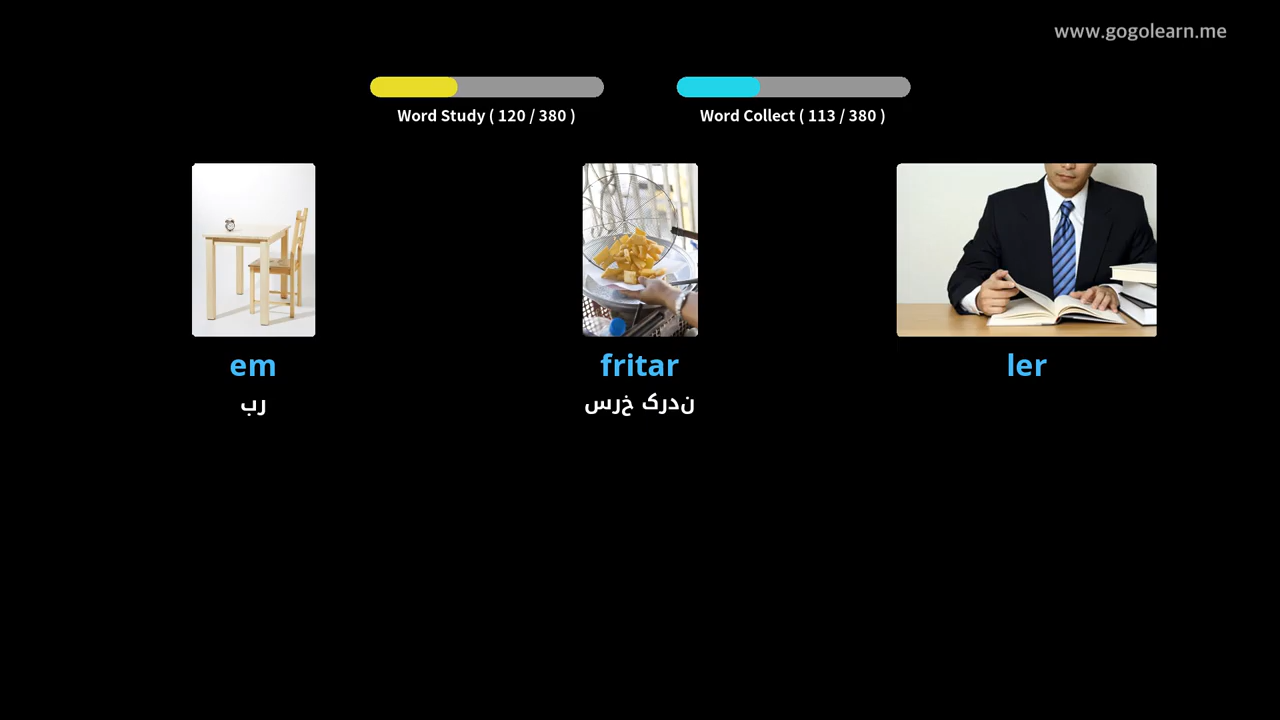 www.gogolearn.me
Word Study ( 120 / 380 )
Word Collect ( 113 / 380 )
em
fritar
ler
رب
ندرک خرس